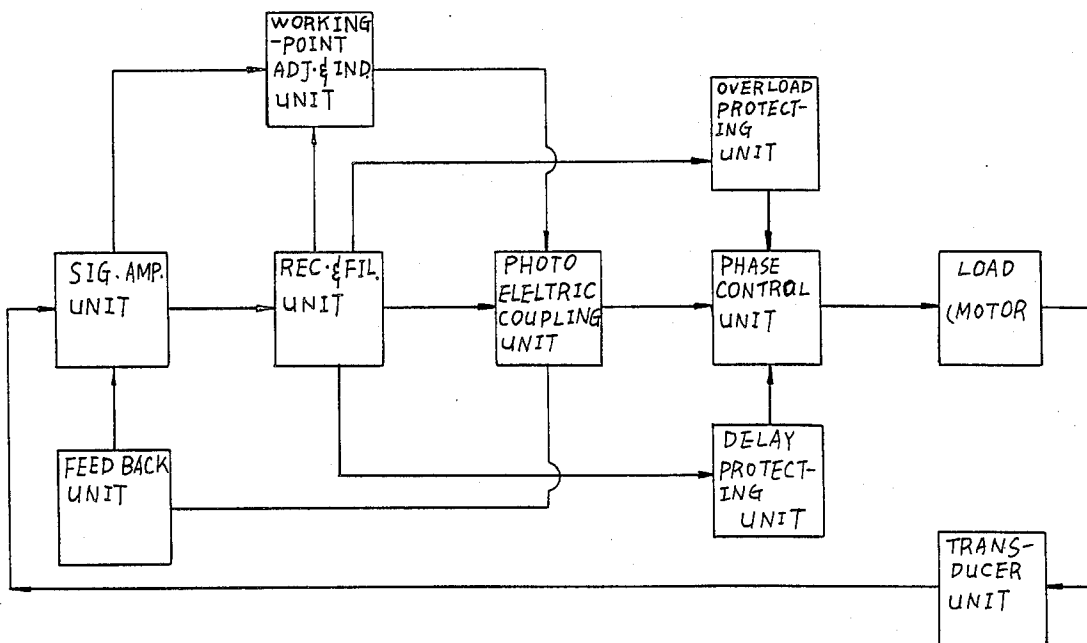 WORKING
-POINT
ADJ.&IND.
UNIT
OVERLOAD
PROTECT-
ING
UNIT
SIG. AMP.
UNIT
REC.&FIL.
UNIT
PHOTO
ELELTRIC
COUPLING
UNIT
PHASE
CONTROL
UNIT
LOAD
(MOTOR
FEED BACK
UNIT
DELAY
PROTECT-
ING
UNIT
TRANS-
DUCER
UNIT